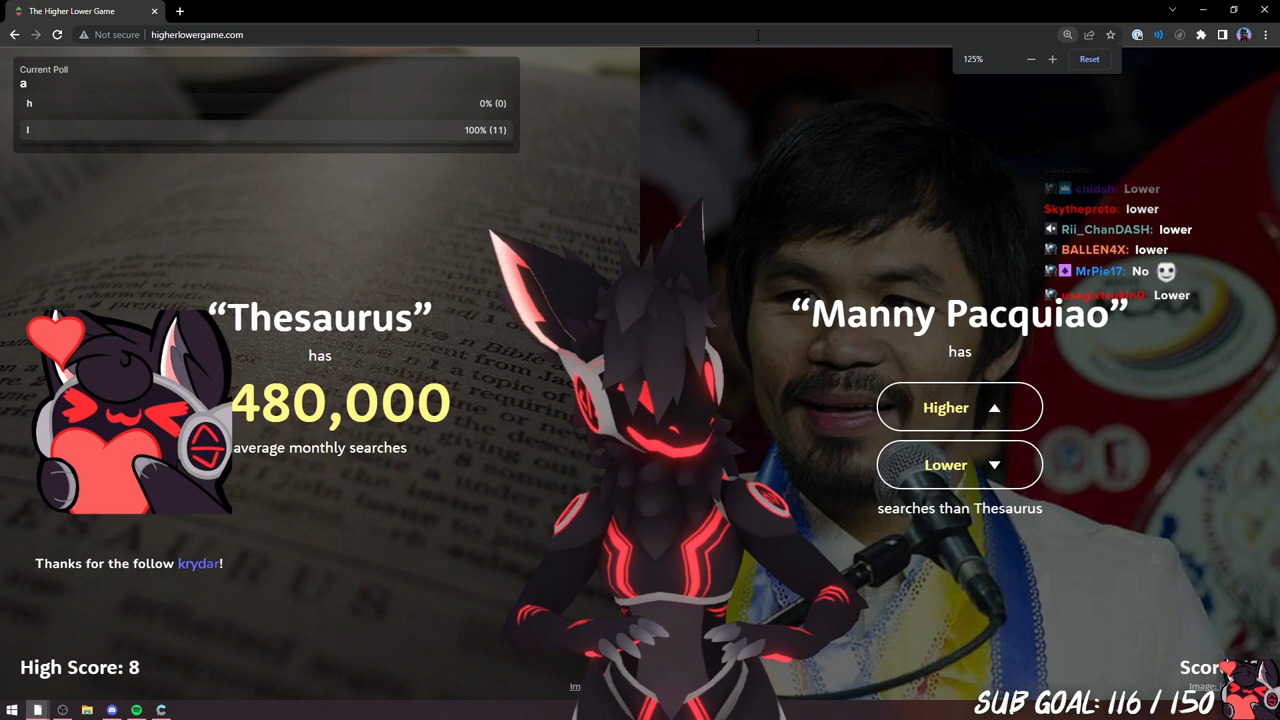 The Higher Lower Game
Not secure
higherlowergame.com
125%
Reset
Current Poll
a
h
0% (0)
l
100% (11)
chidsh: Lower
Skytheproto: lower
Rii_ChanDASH: lower
BALLEN4X: lower
MrPie17: No
Lower
“Thesaurus”
has
480,000
average monthly searches
“Manny Pacquiao”
has
Higher
Lower
searches than Thesaurus
Thanks for the follow krydar!
High Score: 8
Im
SUB GOAL: 116 / 150